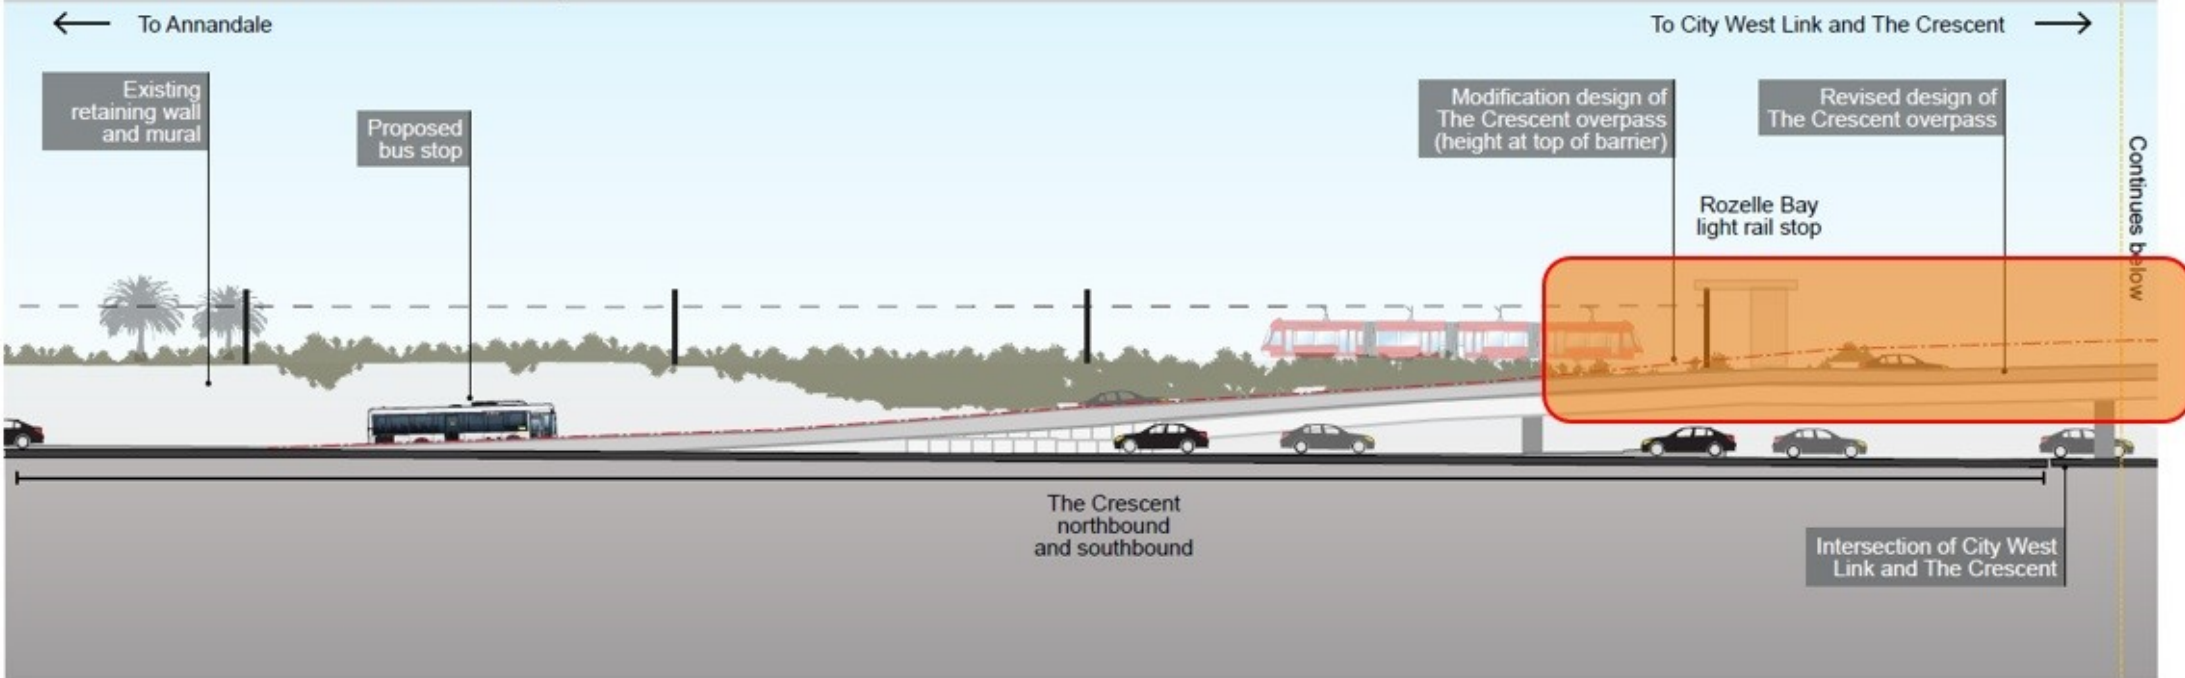 To Annandale
To City West Link and The Crescent
Existing
retaining wall
and mural
Proposed
bus stop
Modification design of
The Crescent overpass
(height at top of barrier)
Revised design of
The Crescent overpass
Rozelle Bay
light rail stop
Continues below
The Crescent
northbound
and southbound
Intersection of City West
Link and The Crescent